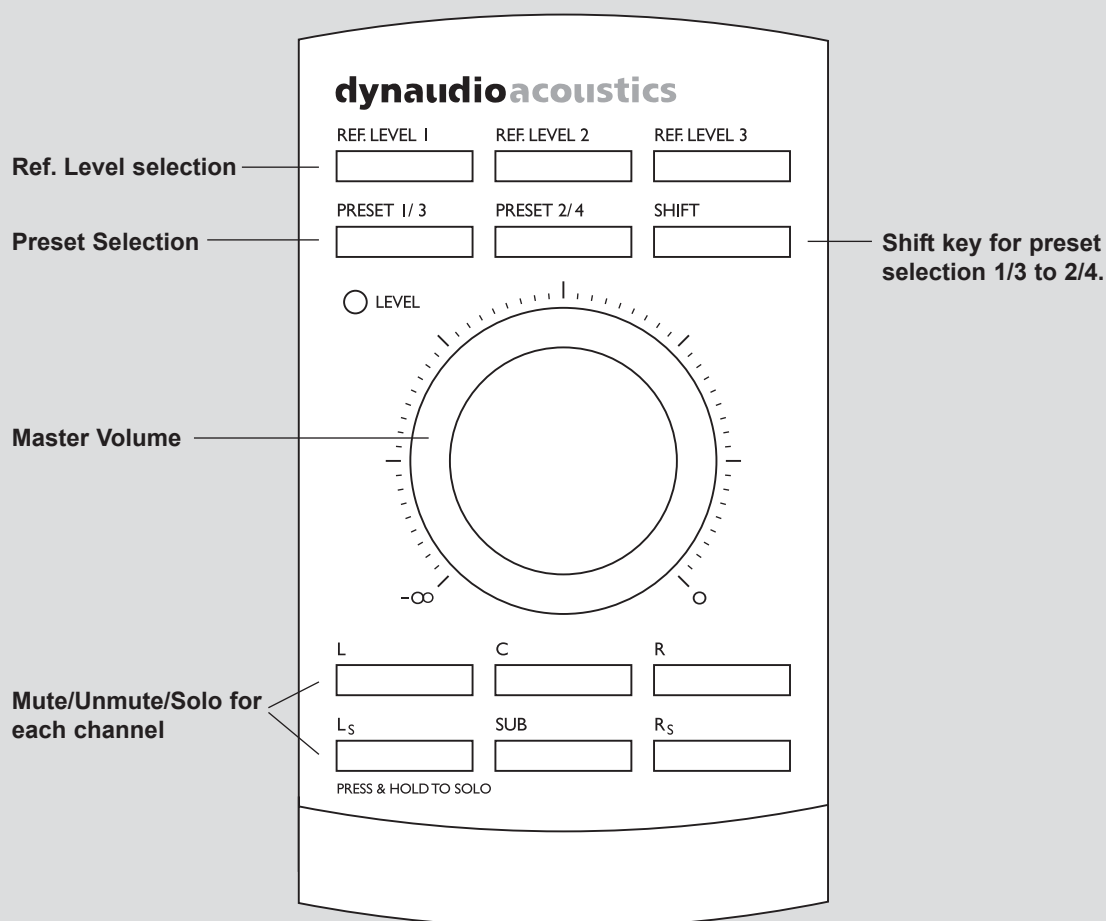 dynaudioacoustics
REF. LEVEL 1 REF. LEVEL 2 REF. LEVEL 3
Ref. Level selection
PRESET 1/3 PRESET 2/4 SHIFT
Preset Selection
Shift key for preset
selection 1/3 to 2/4.
LEVEL
Master Volume
-∞ O
L C R
Mute/Unmute/Solo for
each channel
LS SUB RS
PRESS & HOLD TO SOLO